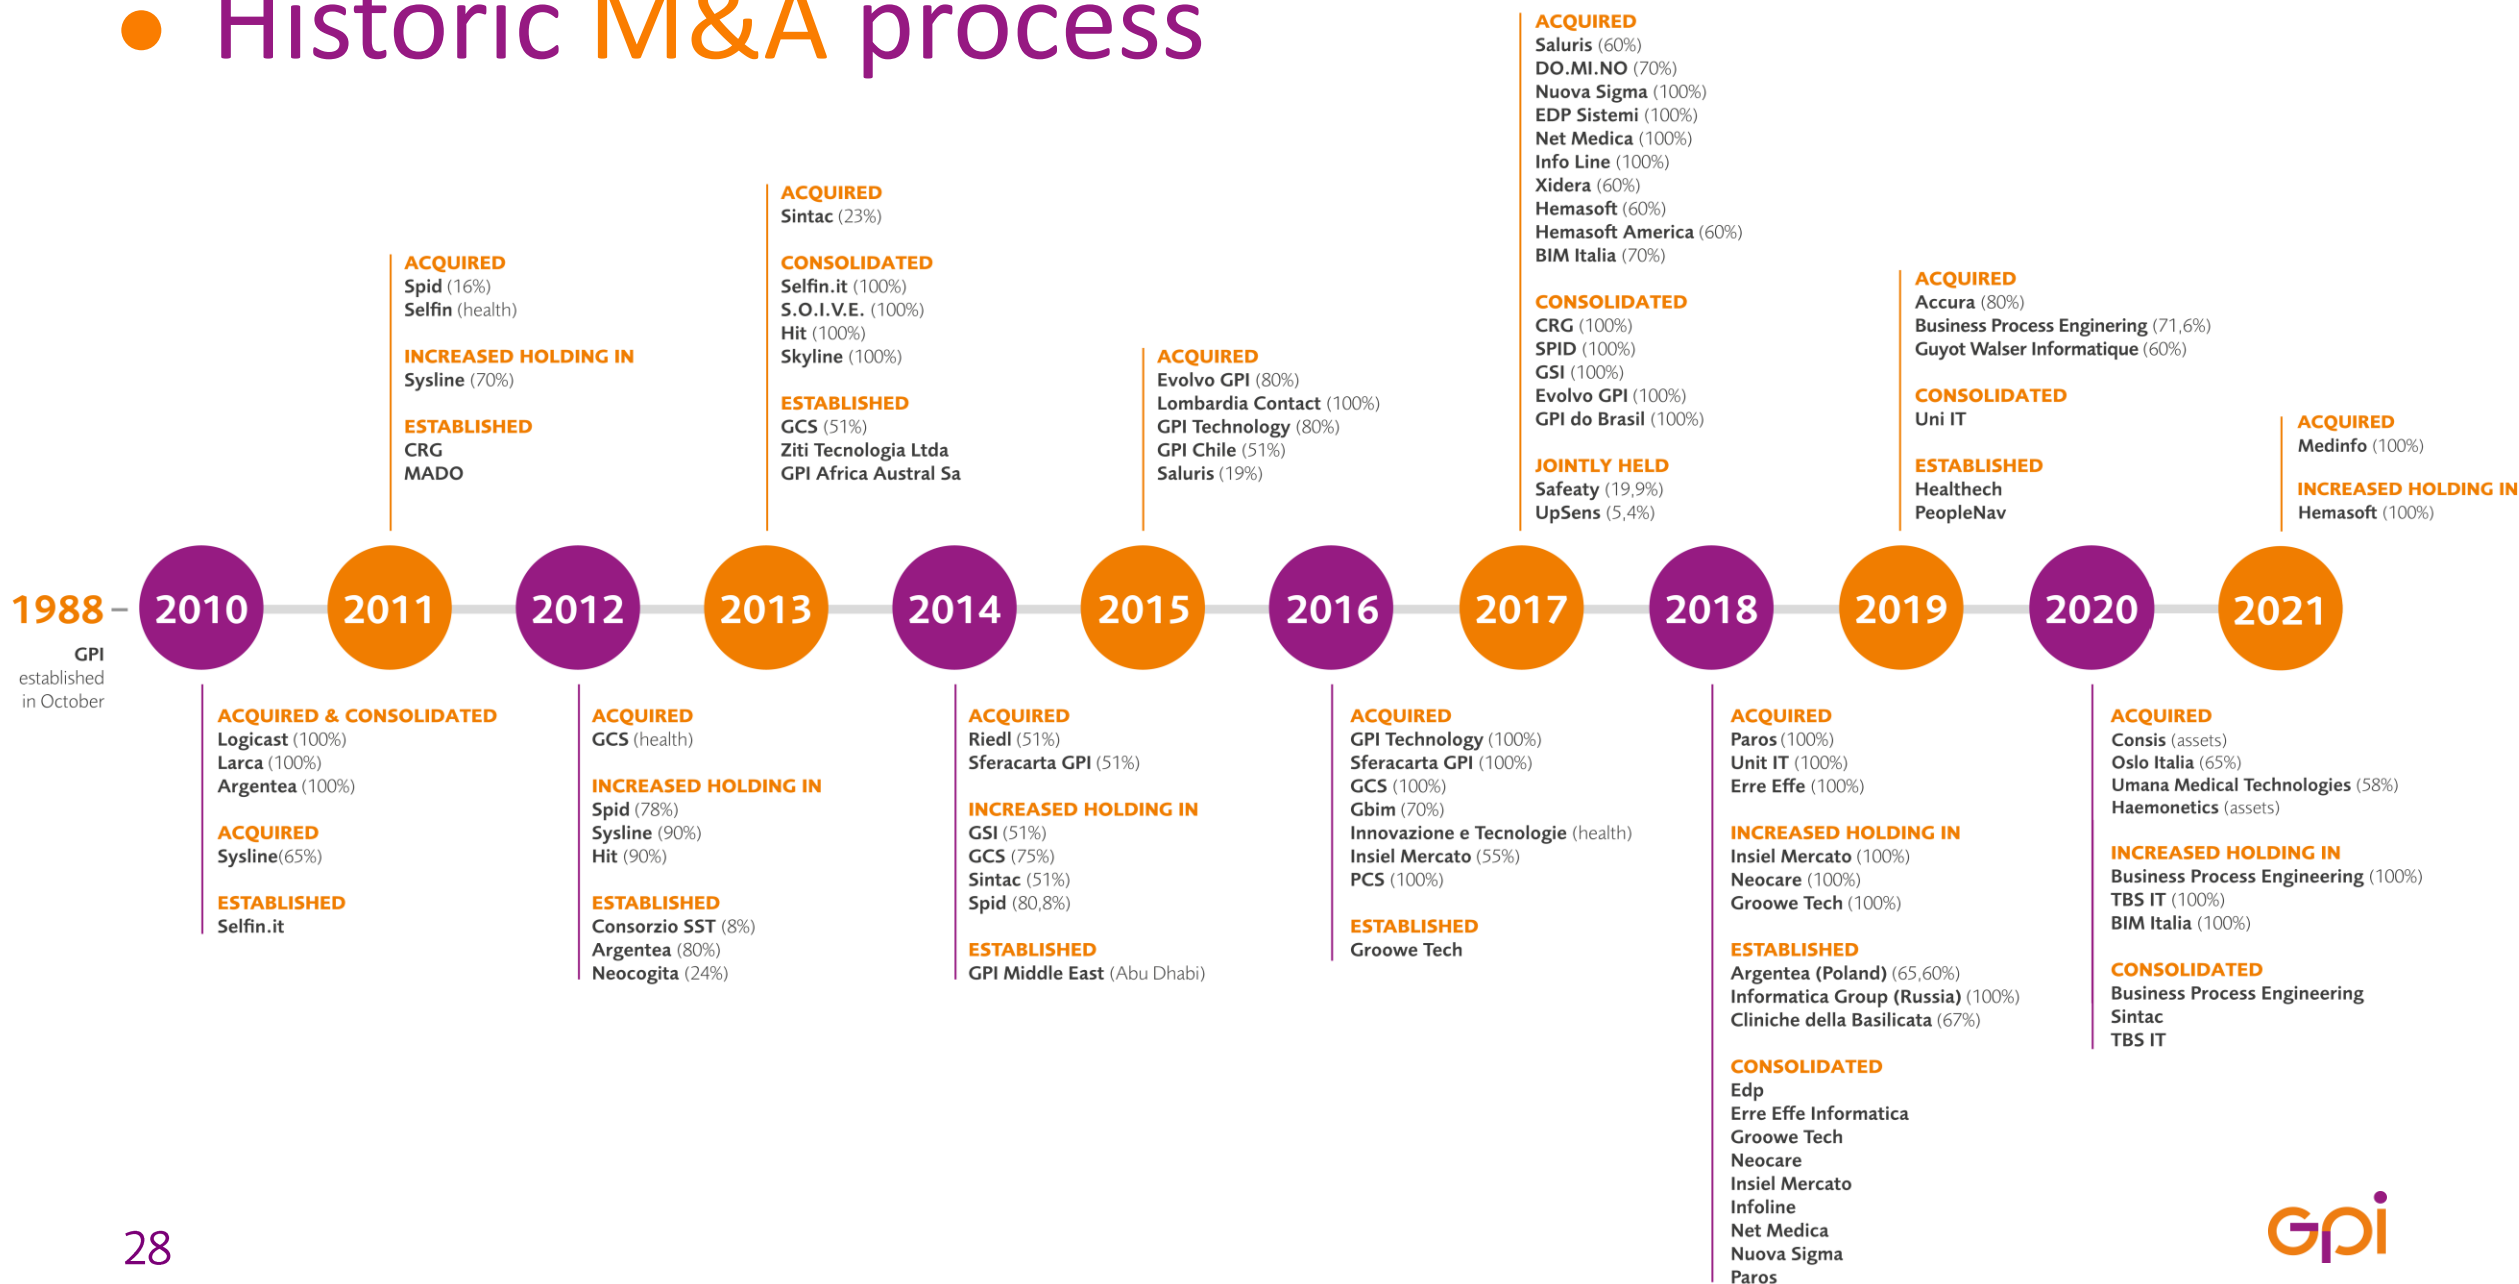 • Historic M&A process
1988
GPI
established
in October
2010
ACQUIRED & CONSOLIDATED
Logicast (100%)
Larca (100%)
Argentea (100%)
ACQUIRED
Sysline(65%)
ESTABLISHED
Selfin.it
ACQUIRED
Spid (16%)
Selfin (health)
INCREASED HOLDING IN
Sysline (70%)
ESTABLISHED
CRG
MADO
2011
2012
ACQUIRED
GCS (health)
INCREASED HOLDING IN
Spid (78%)
Sysline (90%)
Hit (90%)
ESTABLISHED
Consorzio SST (8%)
Argentea (80%)
Neocogita (24%)
ACQUIRED
Sintac (23%)
CONSOLIDATED
Selfin.it (100%)
S.O.I.V.E. (100%)
Hit (100%)
Skyline (100%)
ESTABLISHED
GCS (51%)
Ziti Tecnologia Ltda
GPI Africa Austral Sa
2013
2014
ACQUIRED
Riedl (51%)
Sferacarta GPI (51%)
INCREASED HOLDING IN
GSI (51%)
GCS (75%)
Sintac (51%)
Spid (80,8%)
ESTABLISHED
GPI Middle East (Abu Dhabi)
ACQUIRED
Evolvo GPI (80%)
Lombardia Contact (100%)
GPI Technology (80%)
GPI Chile (51%)
Saluris (19%)
2015
2016
ACQUIRED
GPI Technology (100%)
Sferacarta GPI (100%)
GCS (100%)
Gbim (70%)
Innovazione e Tecnologie (health)
Insiel Mercato (55%)
PCS (100%)
ESTABLISHED
Groowe Tech
ACQUIRED
Saluris (60%)
DO.MI.NO (70%)
Nuova Sigma (100%)
EDP Sistemi (100%)
Net Medica (100%)
Info Line (100%)
Xidera (60%)
Hemasoft (60%)
Hemasoft America (60%)
BIM Italia (70%)
CONSOLIDATED
CRG (100%)
SPID (100%)
GSI (100%)
Evolvo GPI (100%)
GPI do Brasil (100%)
JOINTLY HELD
Safeaty (19,9%)
UpSens (5,4%)
2017
2018
ACQUIRED
Paros (100%)
Unit IT (100%)
Erre Effe (100%)
INCREASED HOLDING IN
Insiel Mercato (100%)
Neocare (100%)
Groowe Tech (100%)
ESTABLISHED
Argentea (Poland) (65,60%)
Informatica Group (Russia) (100%)
Cliniche della Basilicata (67%)
CONSOLIDATED
Edp
Erre Effe Informatica
Groowe Tech
Neocare
Insiel Mercato
Infoline
Net Medica
Nuova Sigma
Paros
ACQUIRED
Accura (80%)
Business Process Enginering (71,6%)
Guyot Walser Informatique (60%)
CONSOLIDATED
Uni IT
ESTABLISHED
Healthech
PeopleNav
2019
2020
ACQUIRED
Consis (assets)
Oslo Italia (65%)
Umana Medical Technologies (58%)
Haemonetics (assets)
INCREASED HOLDING IN
Business Process Engineering (100%)
TBS IT (100%)
BIM Italia (100%)
CONSOLIDATED
Business Process Engineering
Sintac
TBS IT
ACQUIRED
Medinfo (100%)
INCREASED HOLDING IN
Hemasoft (100%)
2021
28
Gpi